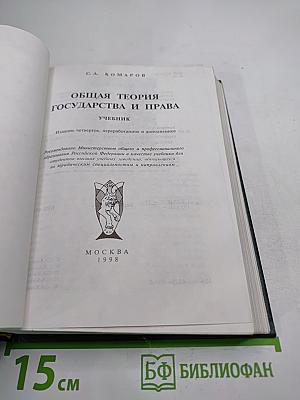 С.А. КОМАРОВ
ОБЩАЯ ТЕОРИЯ
ГОСУДАРСТВА И ПРАВА
УЧЕБНИК
Издание четвертое, переработанное и дополненное
Рекомендовано Министерством общего и профессионального
образования Российской Федерации в качестве учебника для
студентов высших учебных заведений, обучающихся
по юридическим специальностям и направлениям
МОСКВА
1998
15 см
БФ БИБЛИОФАН